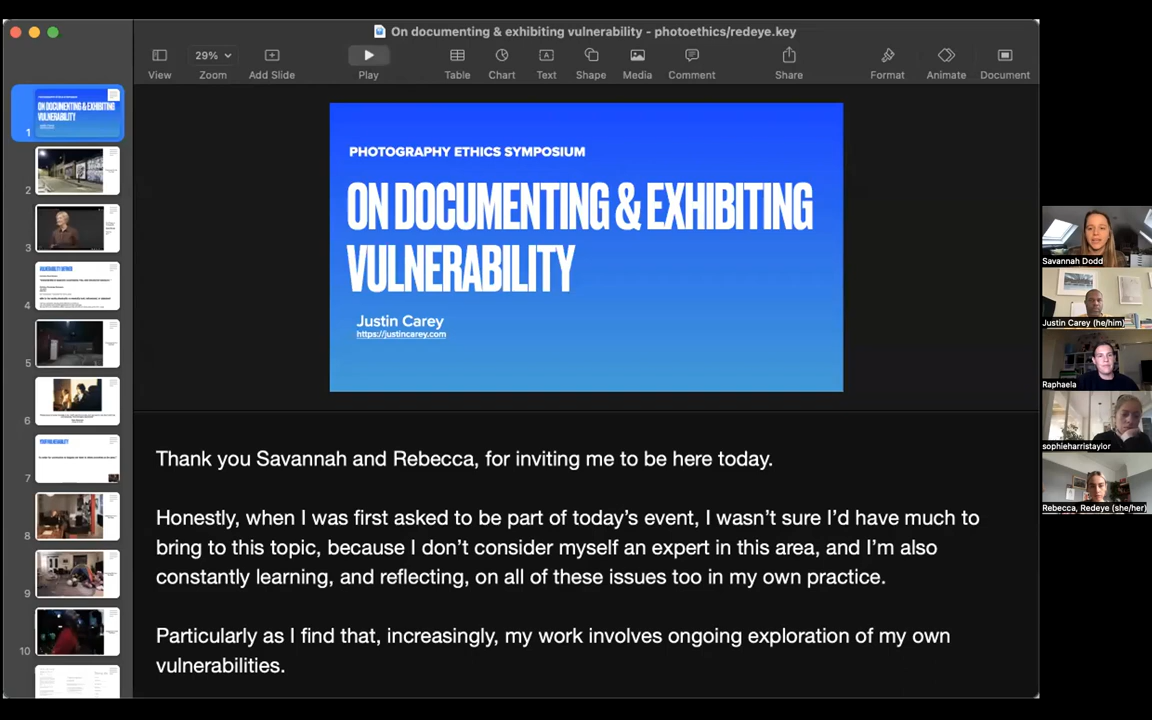 On documenting & exhibiting vulnerability - photoethics/redeye.key
29%
View
Zoom
Add Slide
Play
Table
Chart
Text
Shape
Media
Comment
Share
Format
Animate
Document
1
ON DOCUMENTING & EXHIBITING
VULNERABILITY
2
3
4
VULNERABILITY DEFINED
5
6
7
8
9
10
PHOTOGRAPHY ETHICS SYMPOSIUM
ON DOCUMENTING & EXHIBITING
VULNERABILITY
Justin Carey
https://justincarey.com
Thank you Savannah and Rebecca, for inviting me to be here today.
Honestly, when I was first asked to be part of today’s event, I wasn’t sure I’d have much to
bring to this topic, because I don’t consider myself an expert in this area, and I’m also
constantly learning, and reflecting, on all of these issues too in my own practice.
Particularly as I find that, increasingly, my work involves ongoing exploration of my own
vulnerabilities.
Savannah Dodd
Justin Carey (he/him)
Raphaela
sophieharristaylor
Rebecca, Redeye (she/her)